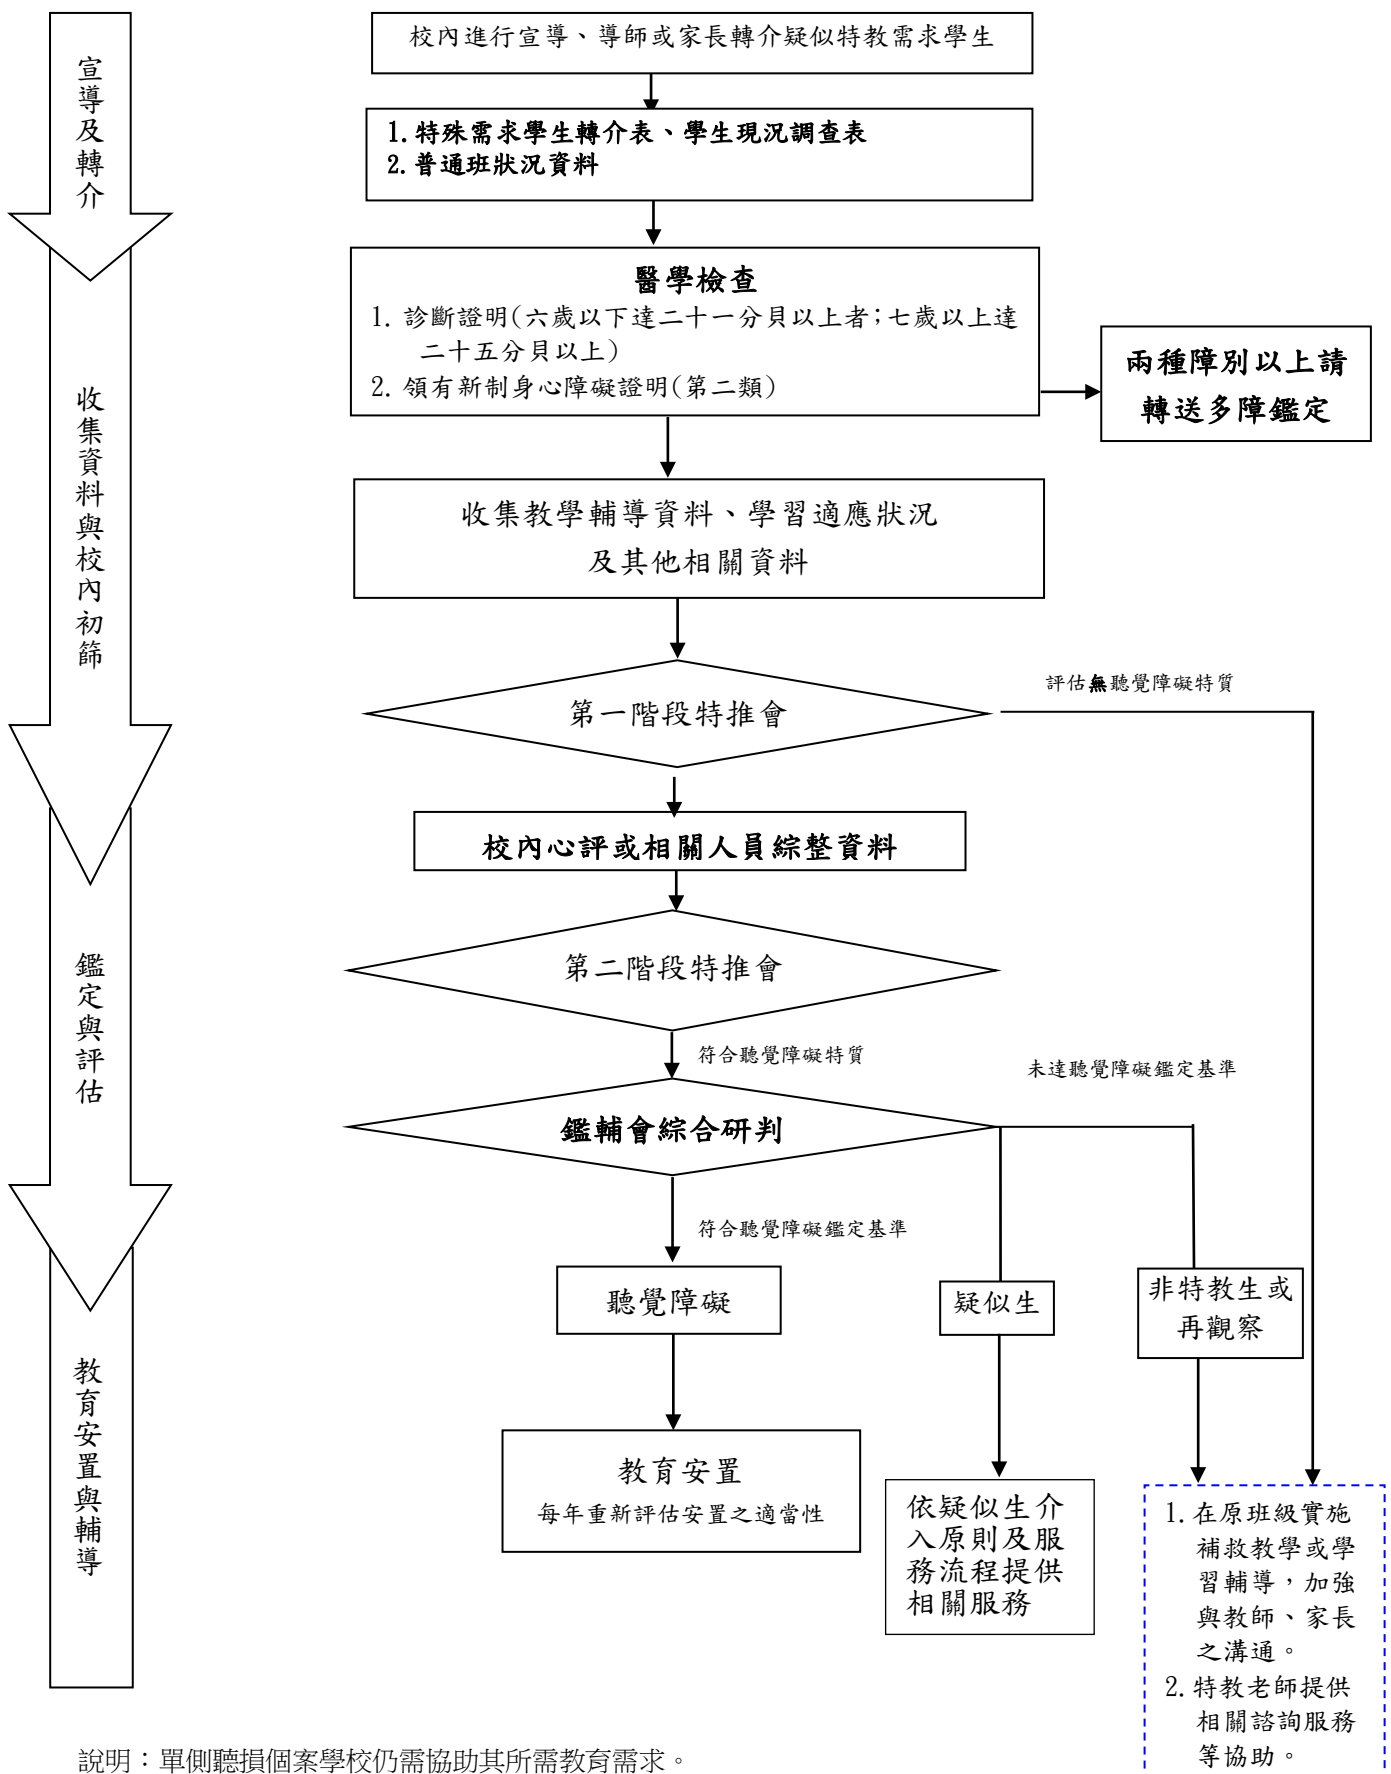 宣導及轉介
校內進行宣導、導師或家長轉介疑似特教需求學生
1.特殊需求學生轉介表、學生現況調查表
2.普通班狀況資料
收集資料與校內初篩
醫學檢查
1.診斷證明(六歲以下達二十一分貝以上者;七歲以上達
二十五分貝以上)
2.領有新制身心障礙證明(第二類)
兩種障別以上請
轉送多障鑑定
收集教學輔導資料、學習適應狀況
及其他相關資料
第一階段特推會
評估無聽覺障礙特質
校內心評或相關人員綜整資料
鑑定與評估
第二階段特推會
符合聽覺障礙特質
未達聽覺障礙鑑定基準
鑑輔會綜合研判
符合聽覺障礙鑑定基準
教育安置與輔導
聽覺障礙
疑似生
非特教生或
再觀察
教育安置
每年重新評估安置之適當性
依疑似生介
入原則及服
務流程提供
相關服務
1.在原班級實施
補救教學或學
習輔導，加強
與教師、家長
之溝通。
2.特教老師提供
相關諮詢服務
等協助。
說明：單側聽損個案學校仍需協助其所需教育需求。